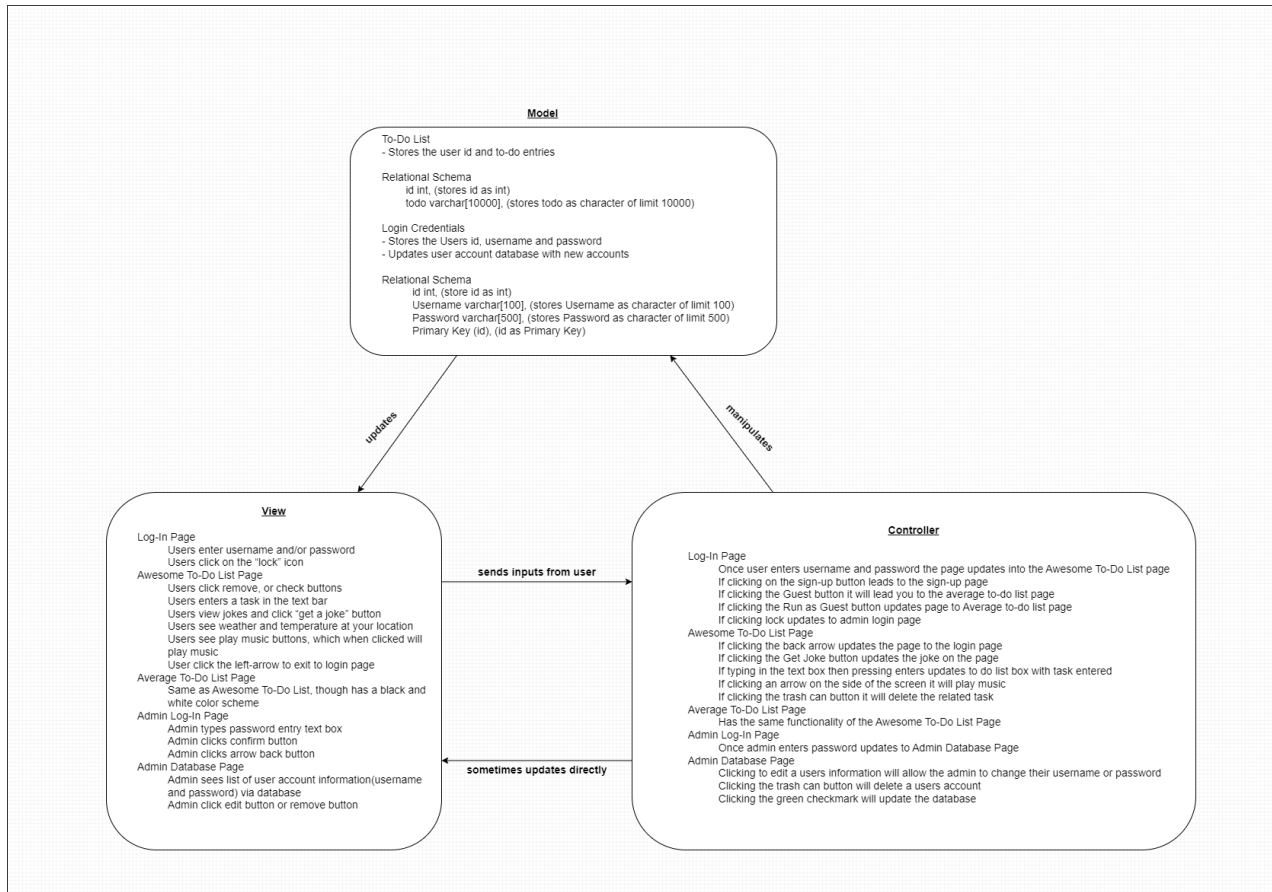 Model
To-Do List
- Stores the user id and to-do entries
Relational Schema
id int, (stores id as int)
todo varchar[10000], (stores todo as character of limit 10000)
Login Credentials
- Stores the Users id, username and password
- Updates user account database with new accounts
Relational Schema
id int, (store id as int)
Username varchar[100], (stores Username as character of limit 100)
Password varchar[500], (stores Password as character of limit 500)
Primary Key (id), (id as Primary Key)
updates
manipulates
View
Log-In Page
Users enter username and/or password
Users click on the “lock” icon
Awesome To-Do List Page
Users click remove, or check buttons
Users enters a task in the text bar
Users view jokes and click “get a joke” button
Users see weather and temperature at your location
Users see play music buttons, which when clicked will
play music
User click the left-arrow to exit to login page
Average To-Do List Page
Same as Awesome To-Do List, though has a black and
white color scheme
Admin Log-In Page
Admin types password entry text box
Admin clicks confirm button
Admin clicks arrow back button
Admin Database Page
Admin sees list of user account information(username
and password) via database
Admin click edit button or remove button
sends inputs from user
sometimes updates directly
Controller
Log-In Page
Once user enters username and password the page updates into the Awesome To-Do List page
If clicking on the sign-up button leads to the sign-up page
If clicking the Guest button it will lead you to the average to-do list page
If clicking the Run as Guest button updates page to Average to-do list page
If clicking lock updates to admin login page
Awesome To-Do List Page
If clicking the back arrow updates the page to the login page
If clicking the Get Joke button updates the joke on the page
If typing in the text box then pressing enters updates to do list box with task entered
If clicking an arrow on the side of the screen it will play music
If clicking the trash can button it will delete the related task
Average To-Do List Page
Has the same functionality of the Awesome To-Do List Page
Admin Log-In Page
Once admin enters password updates to Admin Database Page
Admin Database Page
Clicking to edit a users information will allow the admin to change their username or password
Clicking the trash can button will delete a users account
Clicking the green checkmark will update the database